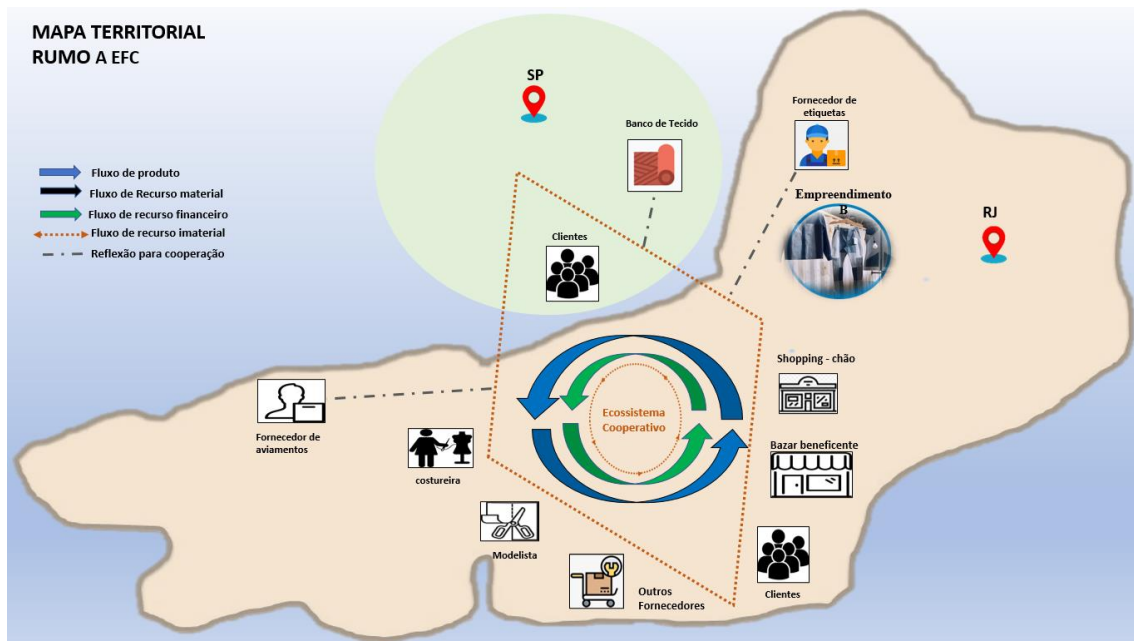 MAPA TERRITORIAL
RUMO A EFC
SP
Fornecedor de
etiquetas
Banco de Tecido
Fluxo de produto
Fluxo de Recurso material
Fluxo de recurso financeiro
Fluxo de recurso imaterial
Reflexão para cooperação
Empreendimento
B
RJ
Clientes
Shopping - chão
Ecossistema
Cooperativo
Fornecedor de
aviamentos
Bazar beneficente
costureira
Modelista
Outros
Fornecedores
Clientes